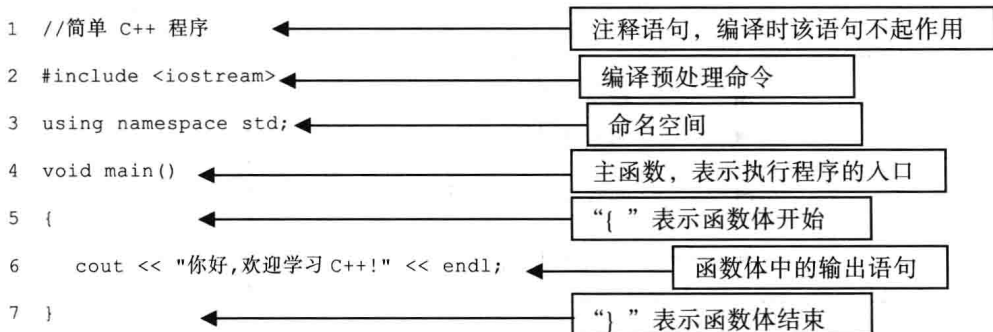 1 //简单 C++ 程序 注释语句，编译时该语句不起作用
2 #include <iostream> 编译预处理命令
3 using namespace std; 命名空间
4 void main() 主函数，表示执行程序的入口
5 { “{ ”表示函数体开始
6 cout << "你好,欢迎学习 C++!" << endl; 函数体中的输出语句
7 } “} ”表示函数体结束